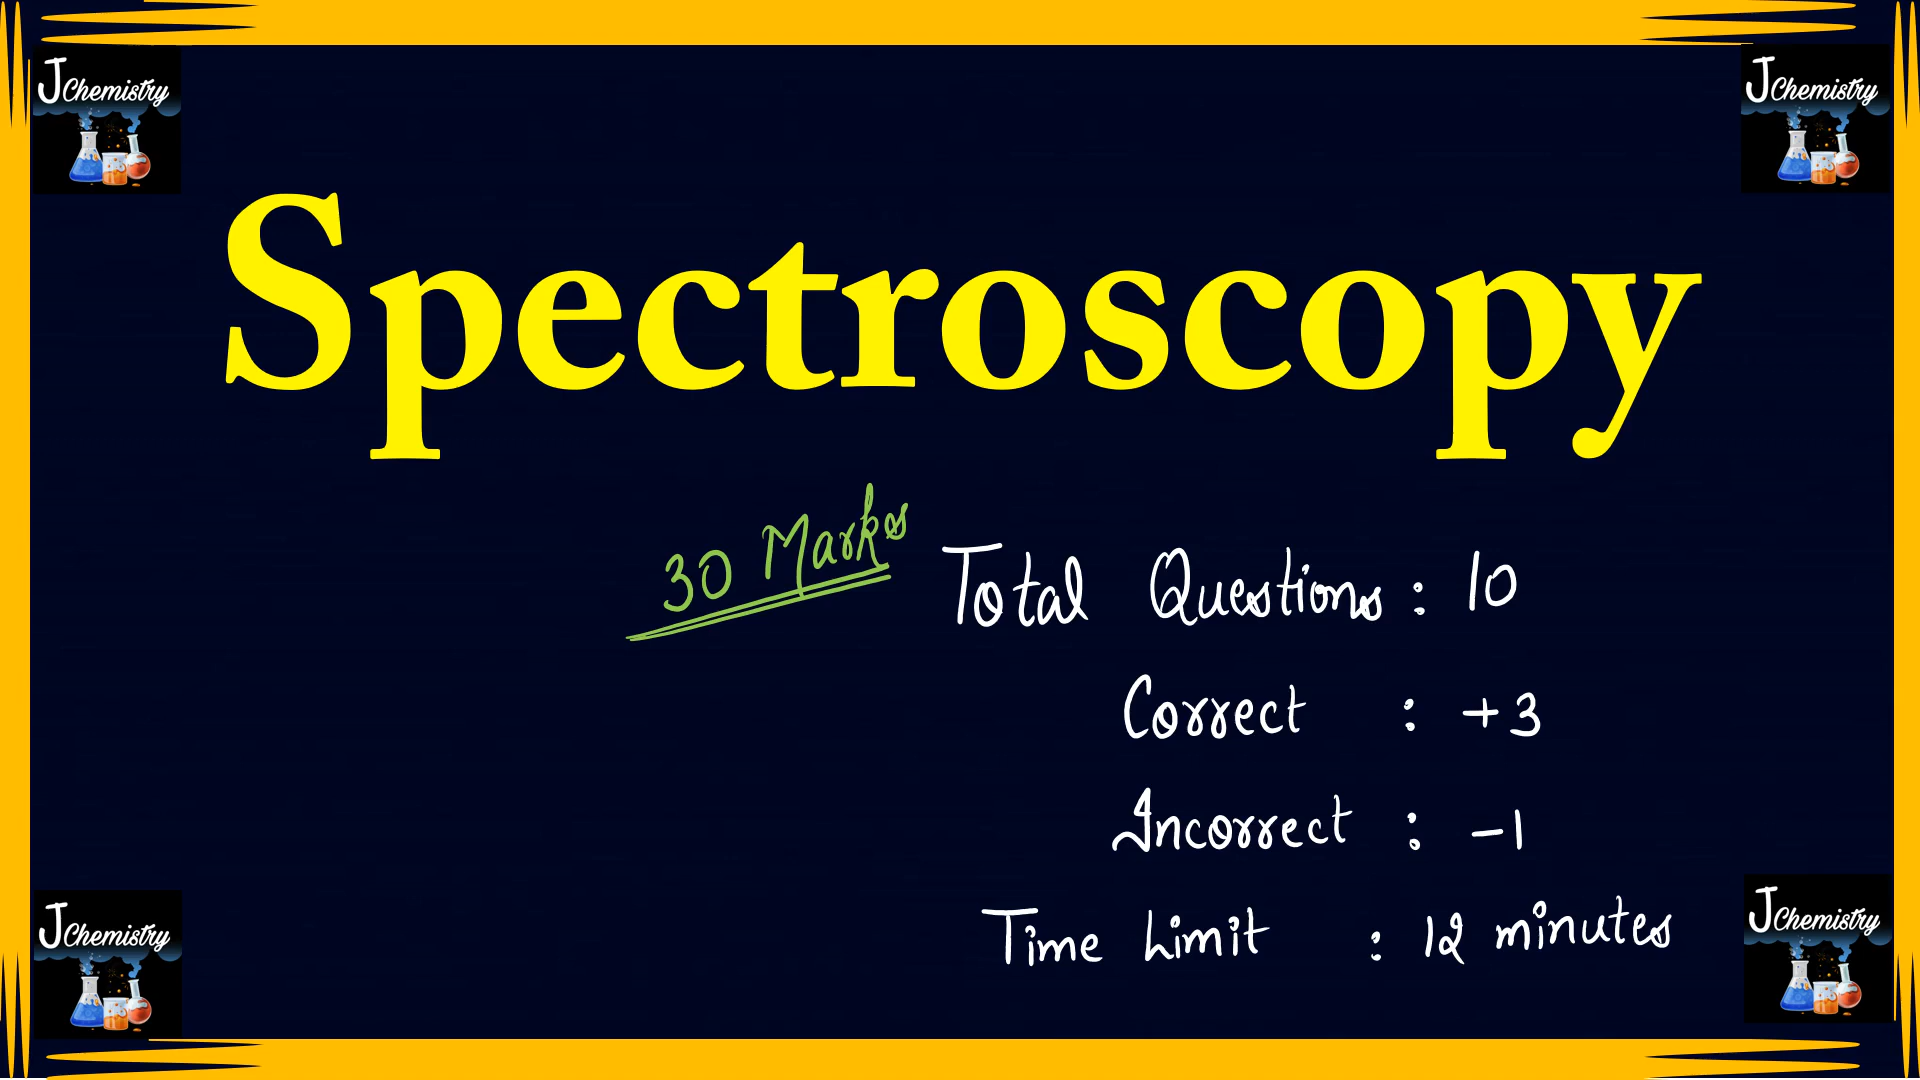 JChemistry
JChemistry
Spectroscopy
30 Marks
Total Questions : 10
Correct : +3
Incorrect : -1
Time Limit : 12 minutes
JChemistry
JChemistry